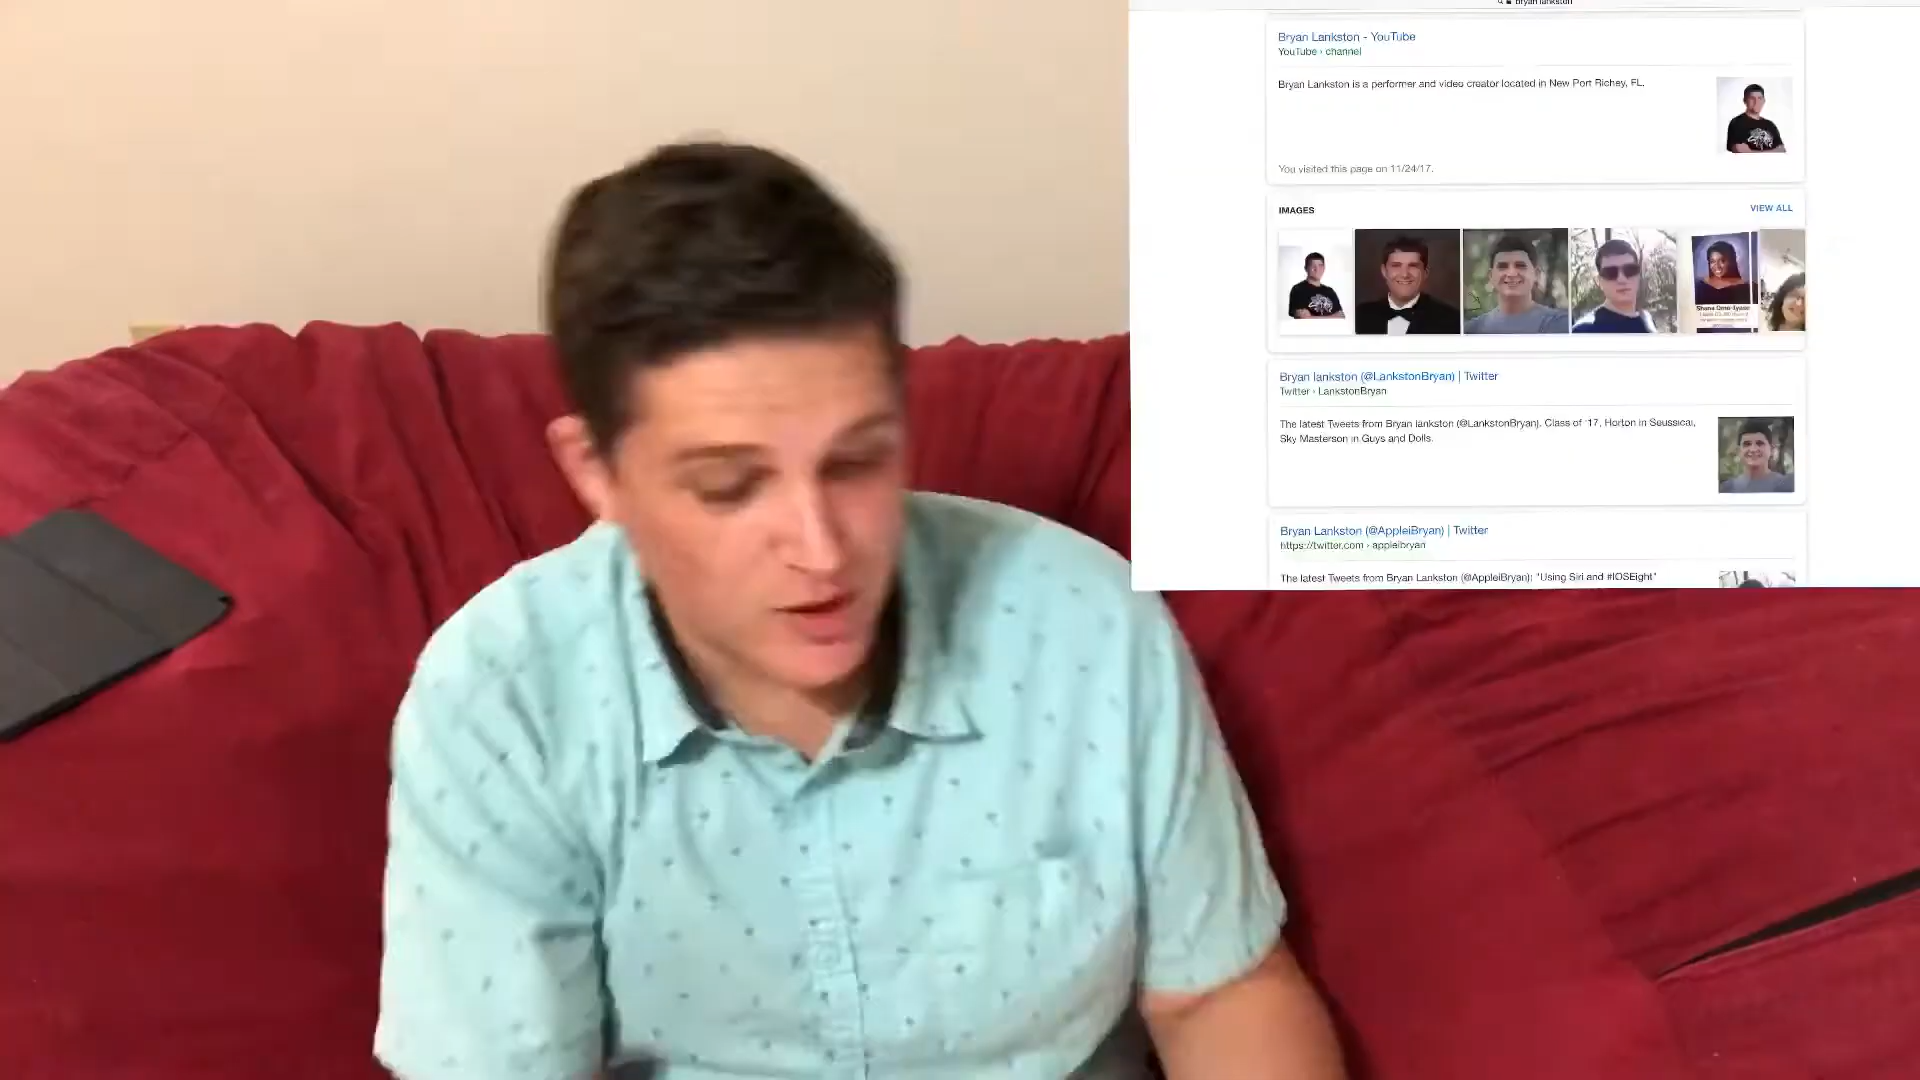 bryan lankston
Bryan Lankston - YouTube
YouTube › channel
Bryan Lankston is a performer and video creator located in New Port Richey, FL.
You visited this page on 11/24/17.
IMAGES
VIEW ALL
Bryan lankston (@LankstonBryan) | Twitter
Twitter › LankstonBryan
The latest Tweets from Bryan lankston (@LankstonBryan). Class of '17, Horton in Seussical,
Sky Masterson in Guys and Dolls.
Bryan Lankston (@AppleiBryan) | Twitter
https://twitter.com › appleibryan
The latest Tweets from Bryan Lankston (@AppleiBryan): "Using Siri and #IOSEight"